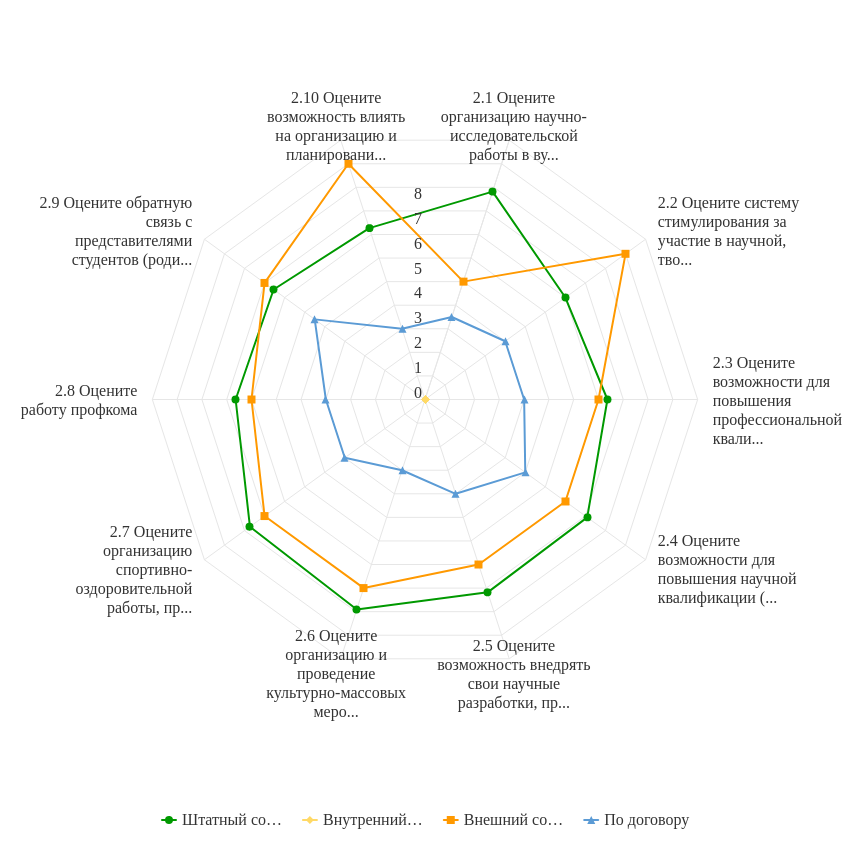 2.10 Оцените
возможность влиять
на организацию и
планировани...
2.1 Оцените
организацию научно-
исследовательской
работы в ву...
2.9 Оцените обратную
связь с
представителями
студентов (роди...
2.2 Оцените систему
стимулирования за
участие в научной,
тво...
8
7
6
5
4
3
2
1
0
2.8 Оцените
работу профкома
2.3 Оцените
возможности для
повышения
профессиональной
квали...
2.7 Оцените
организацию
спортивно-
оздоровительной
работы, пр...
2.4 Оцените
возможности для
повышения научной
квалификации (...
2.6 Оцените
организацию и
проведение
культурно-массовых
меро...
2.5 Оцените
возможность внедрять
свои научные
разработки, пр...
Штатный со… Внутренний… Внешний со… По договору